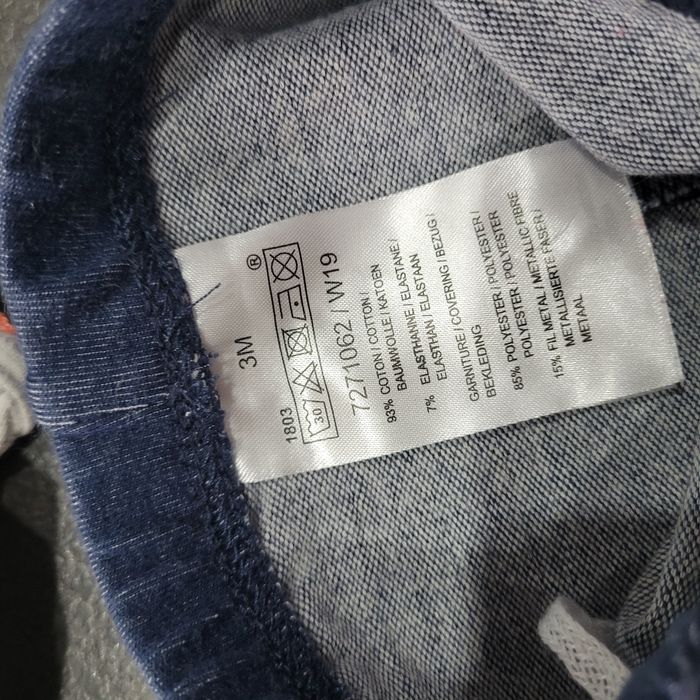 3M
1803
30
®
7271062 / W19
93% COTON / COTTON /
BAUMWOLLE / KATOEN
7% ELASTHANNE / ELASTANE /
ELASTHAN / ELASTAAN
GARNITURE / COVERING / BEZUG /
BEKLEDING
85% POLYESTER / POLYESTER /
POLYESTER / POLYESTER
15% FIL METAL / METALLIC FIBRE /
METALLISIERTE FASER /
METAAL